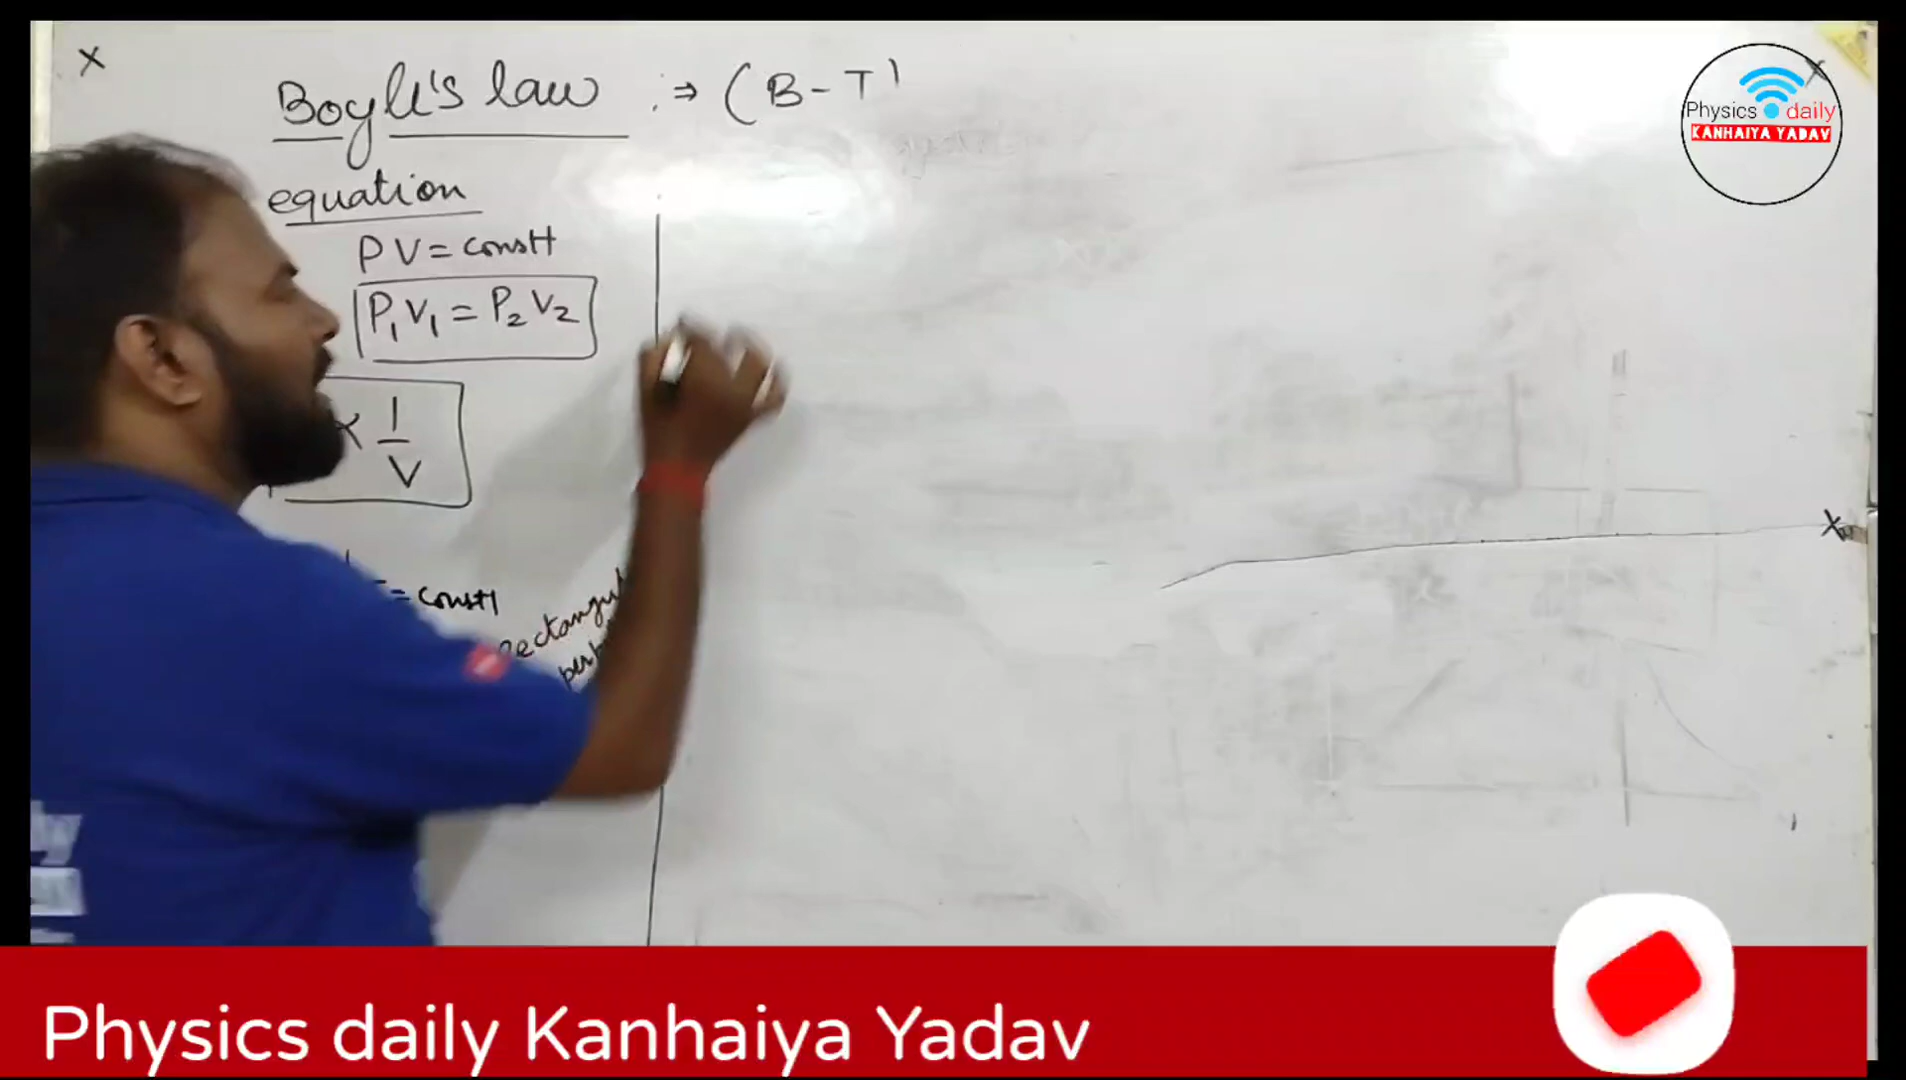 x
Boyle's law :⇒ (B-T)
equation
PV = constt
P₁V₁ = P₂V₂
∝ 1/V
= constt
Physics daily
KANHAIYA YADAV
x
Physics daily Kanhaiya Yadav